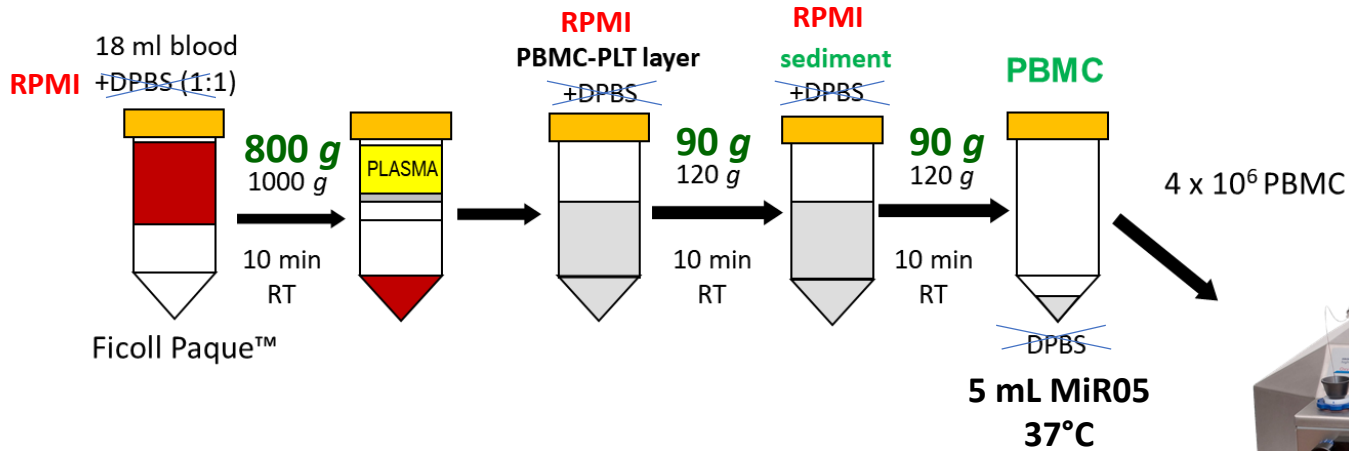 18 ml blood
RPMI +DPBS (1:1)
Ficoll Paque™
800 g
1000 g
10 min
RT
PLASMA
RPMI
PBMC-PLT layer
+DPBS
90 g
120 g
10 min
RT
RPMI
sediment
+DPBS
90 g
120 g
10 min
RT
PBMC
DPBS
5 mL MiR05
37°C
4 x 10⁶ PBMC